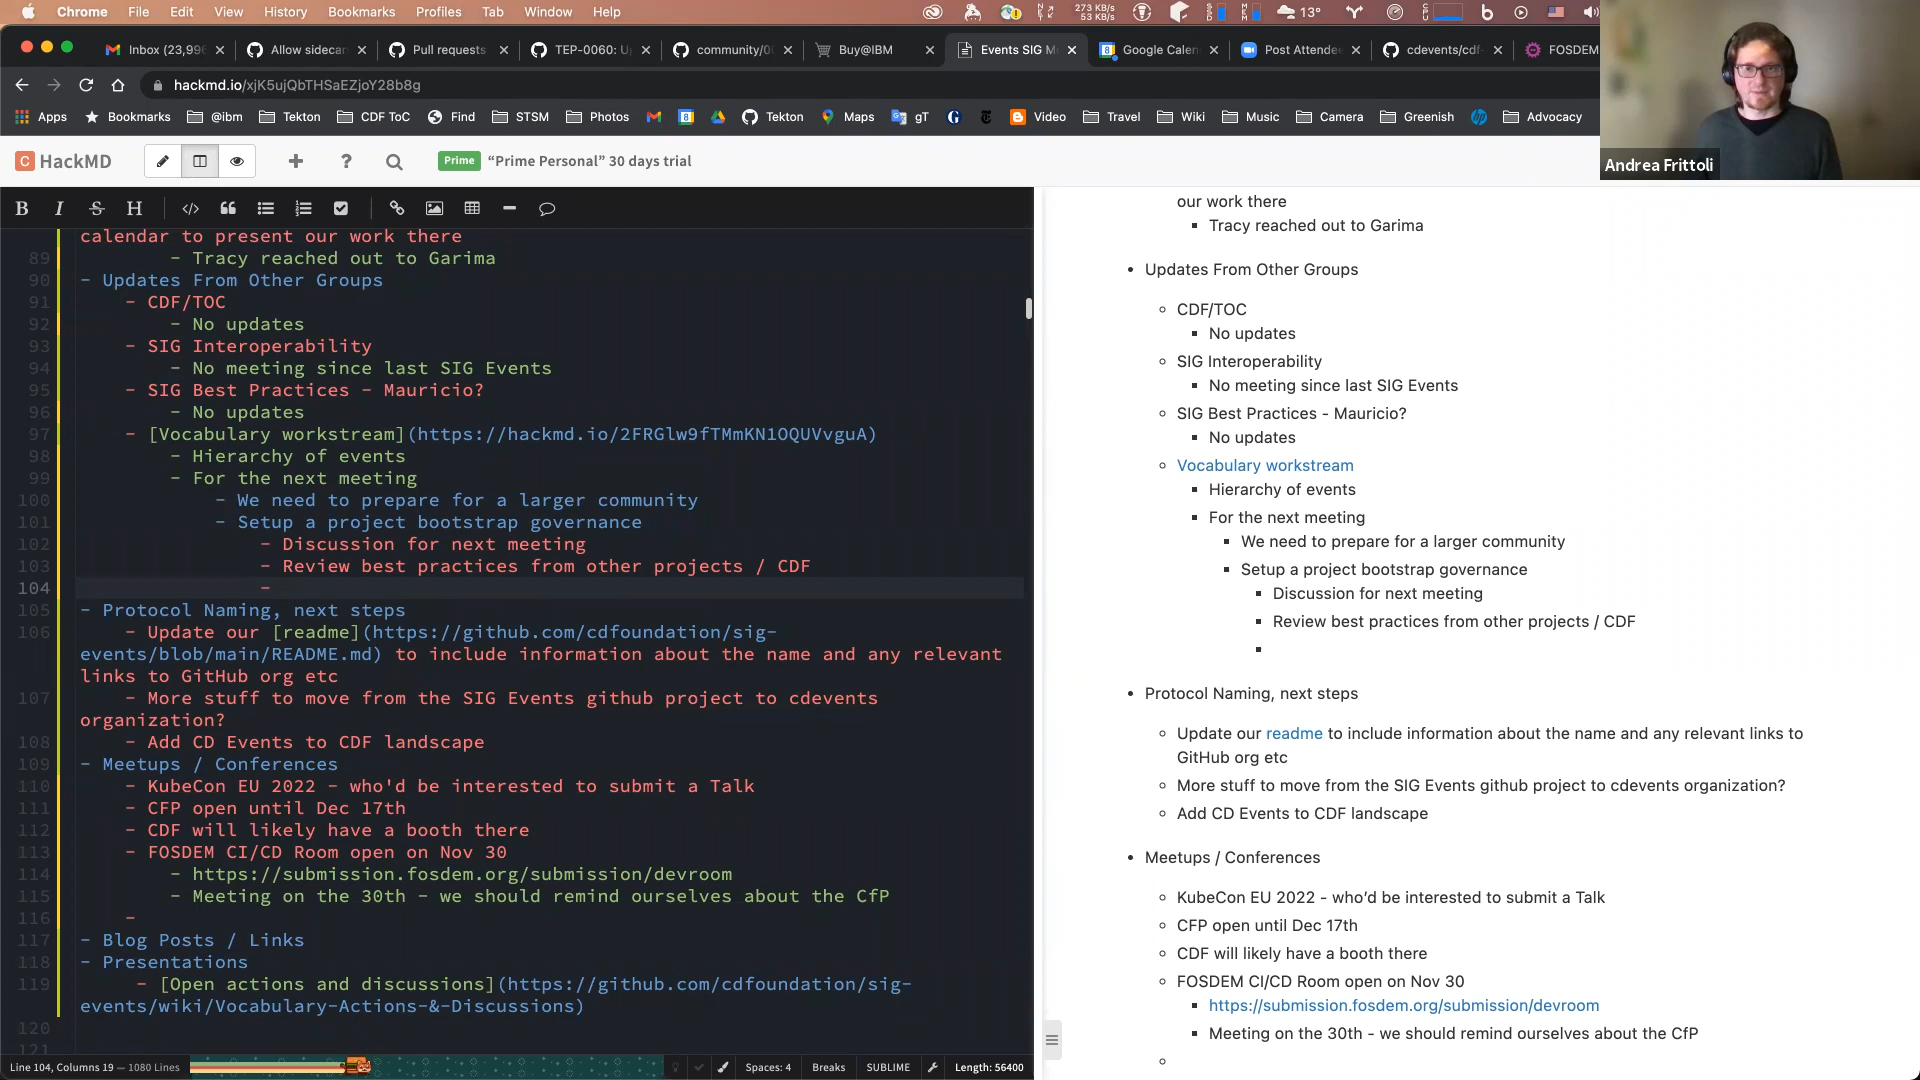 Chrome File Edit View History Bookmarks Profiles Tab Window Help 273 KB/s 53 KB/s 13°
Inbox (23,996 Allow sidecar Pull requests TEP-0060: U community/0 Buy@IBM Events SIG M Google Calen Post Attende cdevents/cdf- FOSDEM
hackmd.io/xjK5ujQbTHSaEZjoY28b8g
Apps Bookmarks @ibm Tekton CDF ToC Find STSM Photos Tekton Maps gT Video Travel Wiki Music Camera Greenish Advocacy
HackMD Prime “Prime Personal” 30 days trial
Andrea Frittoli
calendar to present our work there
89 - Tracy reached out to Garima
90 - Updates From Other Groups
91 - CDF/TOC
92 - No updates
93 - SIG Interoperability
94 - No meeting since last SIG Events
95 - SIG Best Practices - Mauricio?
96 - No updates
97 - [Vocabulary workstream](https://hackmd.io/2FRGlw9fTMmKN1OQUVvguA)
98 - Hierarchy of events
99 - For the next meeting
100 - We need to prepare for a larger community
101 - Setup a project bootstrap governance
102 - Discussion for next meeting
103 - Review best practices from other projects / CDF
104 -
105 - Protocol Naming, next steps
106 - Update our [readme](https://github.com/cdfoundation/sig-
events/blob/main/README.md) to include information about the name and any relevant
links to GitHub org etc
107 - More stuff to move from the SIG Events github project to cdevents
organization?
108 - Add CD Events to CDF landscape
109 - Meetups / Conferences
110 - KubeCon EU 2022 - who'd be interested to submit a Talk
111 - CFP open until Dec 17th
112 - CDF will likely have a booth there
113 - FOSDEM CI/CD Room open on Nov 30
114 - https://submission.fosdem.org/submission/devroom
115 - Meeting on the 30th - we should remind ourselves about the CfP
116 -
117 - Blog Posts / Links
118 - Presentations
119 - [Open actions and discussions](https://github.com/cdfoundation/sig-
events/wiki/Vocabulary-Actions-&-Discussions)
120
121
Line 104, Columns 19 — 1080 Lines Spaces: 4 Breaks SUBLIME Length: 56400
our work there
▪ Tracy reached out to Garima
• Updates From Other Groups
◦ CDF/TOC
▪ No updates
◦ SIG Interoperability
▪ No meeting since last SIG Events
◦ SIG Best Practices - Mauricio?
▪ No updates
◦ Vocabulary workstream
▪ Hierarchy of events
▪ For the next meeting
▪ We need to prepare for a larger community
▪ Setup a project bootstrap governance
▪ Discussion for next meeting
▪ Review best practices from other projects / CDF
▪
• Protocol Naming, next steps
◦ Update our readme to include information about the name and any relevant links to
GitHub org etc
◦ More stuff to move from the SIG Events github project to cdevents organization?
◦ Add CD Events to CDF landscape
• Meetups / Conferences
◦ KubeCon EU 2022 - who’d be interested to submit a Talk
◦ CFP open until Dec 17th
◦ CDF will likely have a booth there
◦ FOSDEM CI/CD Room open on Nov 30
▪ https://submission.fosdem.org/submission/devroom
▪ Meeting on the 30th - we should remind ourselves about the CfP
◦